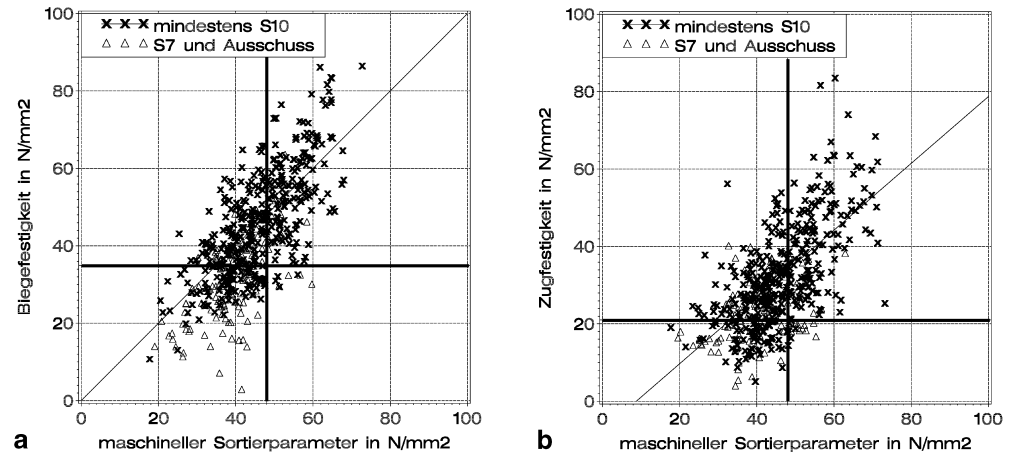 mindestens S10
S7 und Ausschuss
100
80
60
40
20
0
Biegefestigkeit in N/mm2
0 20 40 60 80 100
a maschineller Sortierparameter in N/mm2
mindestens S10
S7 und Ausschuss
100
80
60
40
20
0
Zugfestigkeit in N/mm2
0 20 40 60 80 100
b maschineller Sortierparameter in N/mm2